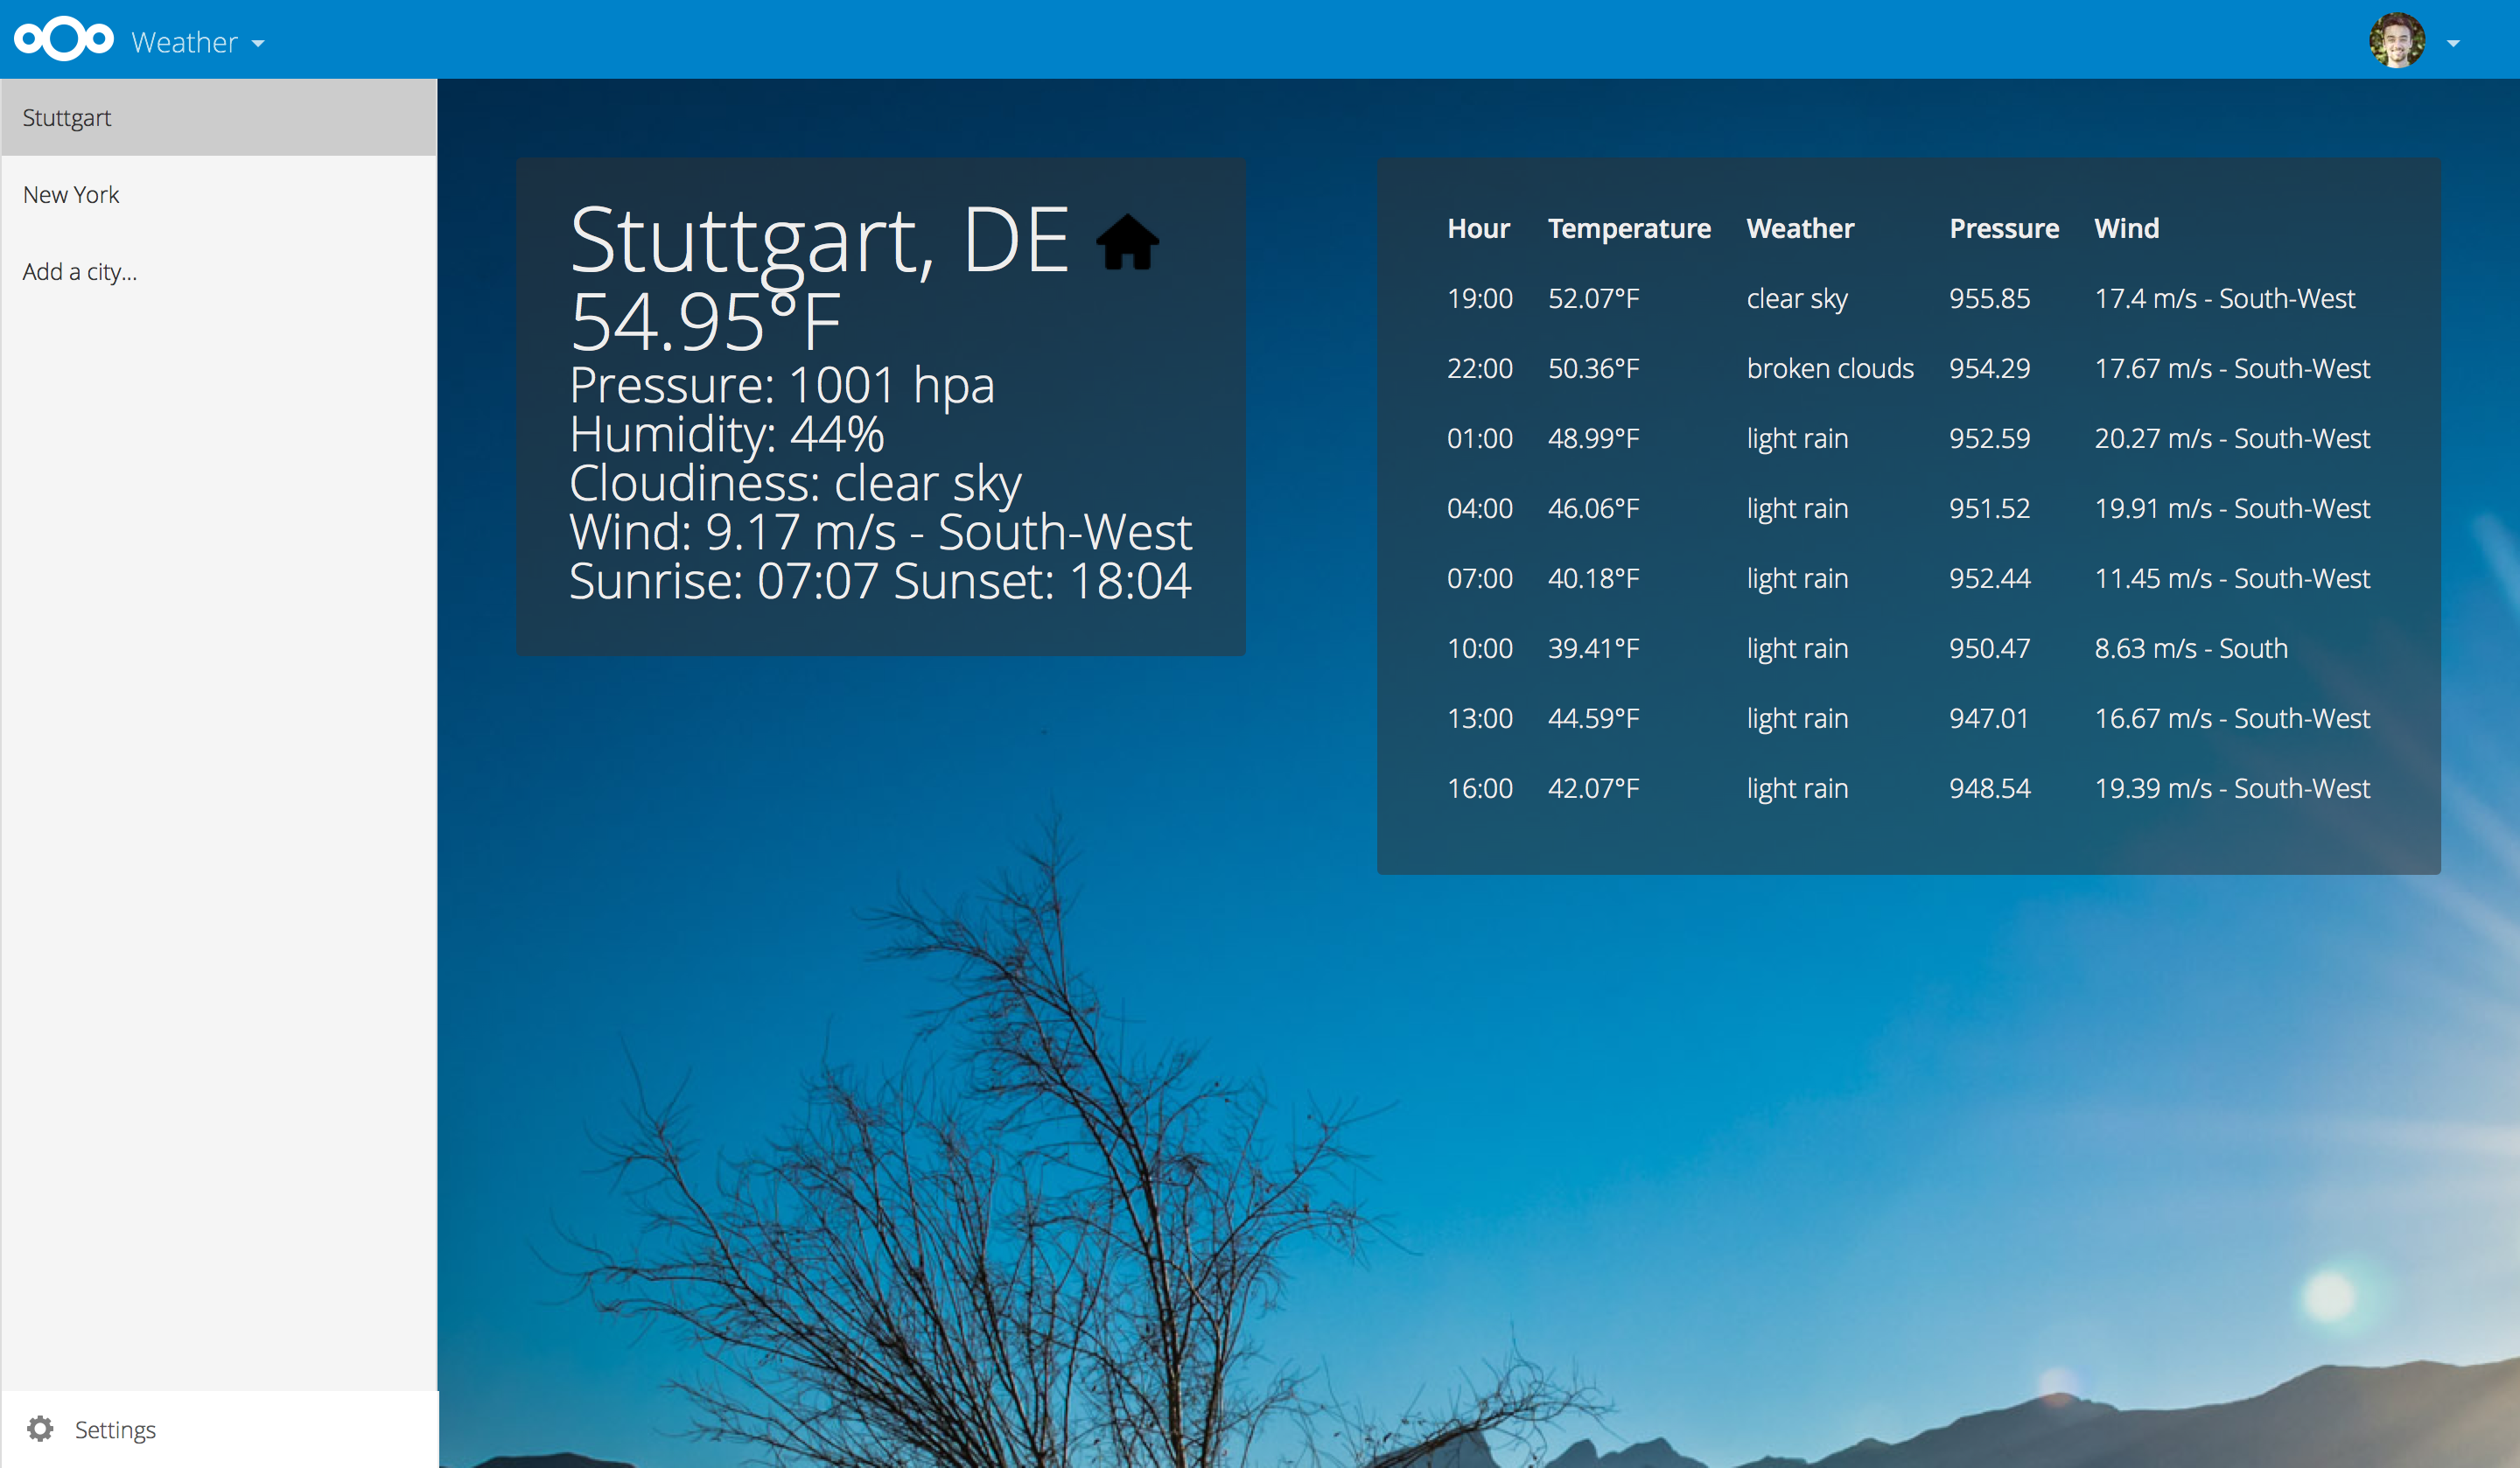 Weather
Stuttgart
New York
Add a city...
Settings
Stuttgart, DE
54.95°F
Pressure: 1001 hpa
Humidity: 44%
Cloudiness: clear sky
Wind: 9.17 m/s - South-West
Sunrise: 07:07 Sunset: 18:04
Hour Temperature Weather Pressure Wind
19:00 52.07°F clear sky 955.85 17.4 m/s - South-West
22:00 50.36°F broken clouds 954.29 17.67 m/s - South-West
01:00 48.99°F light rain 952.59 20.27 m/s - South-West
04:00 46.06°F light rain 951.52 19.91 m/s - South-West
07:00 40.18°F light rain 952.44 11.45 m/s - South-West
10:00 39.41°F light rain 950.47 8.63 m/s - South
13:00 44.59°F light rain 947.01 16.67 m/s - South-West
16:00 42.07°F light rain 948.54 19.39 m/s - South-West